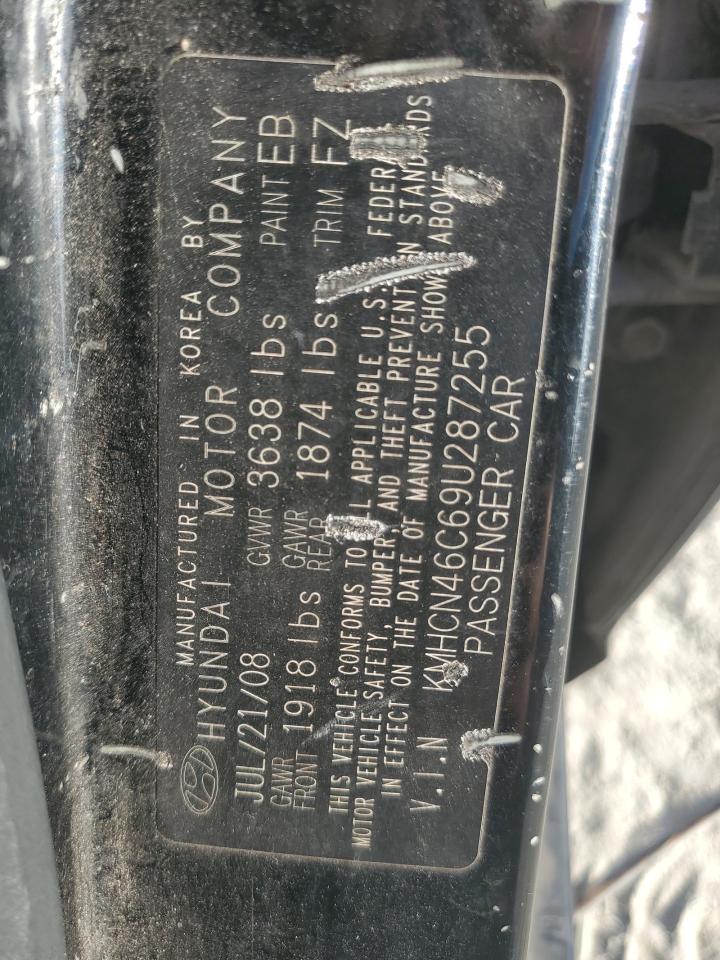 MANUFACTURED IN KOREA BY
HYUNDAI MOTOR COMPANY
JUL/21/08 GVWR 3638 lbs PAINT EB
GAWR FRONT 1918 lbs GAWR REAR 1874 lbs TRIM FZ
THIS VEHICLE CONFORMS TO ALL APPLICABLE U.S. FEDERAL
MOTOR VEHICLE SAFETY, BUMPER, AND THEFT PREVENTION STANDARDS
IN EFFECT ON THE DATE OF MANUFACTURE SHOWN ABOVE
V.I.N KMHCN46C69U287255
PASSENGER CAR